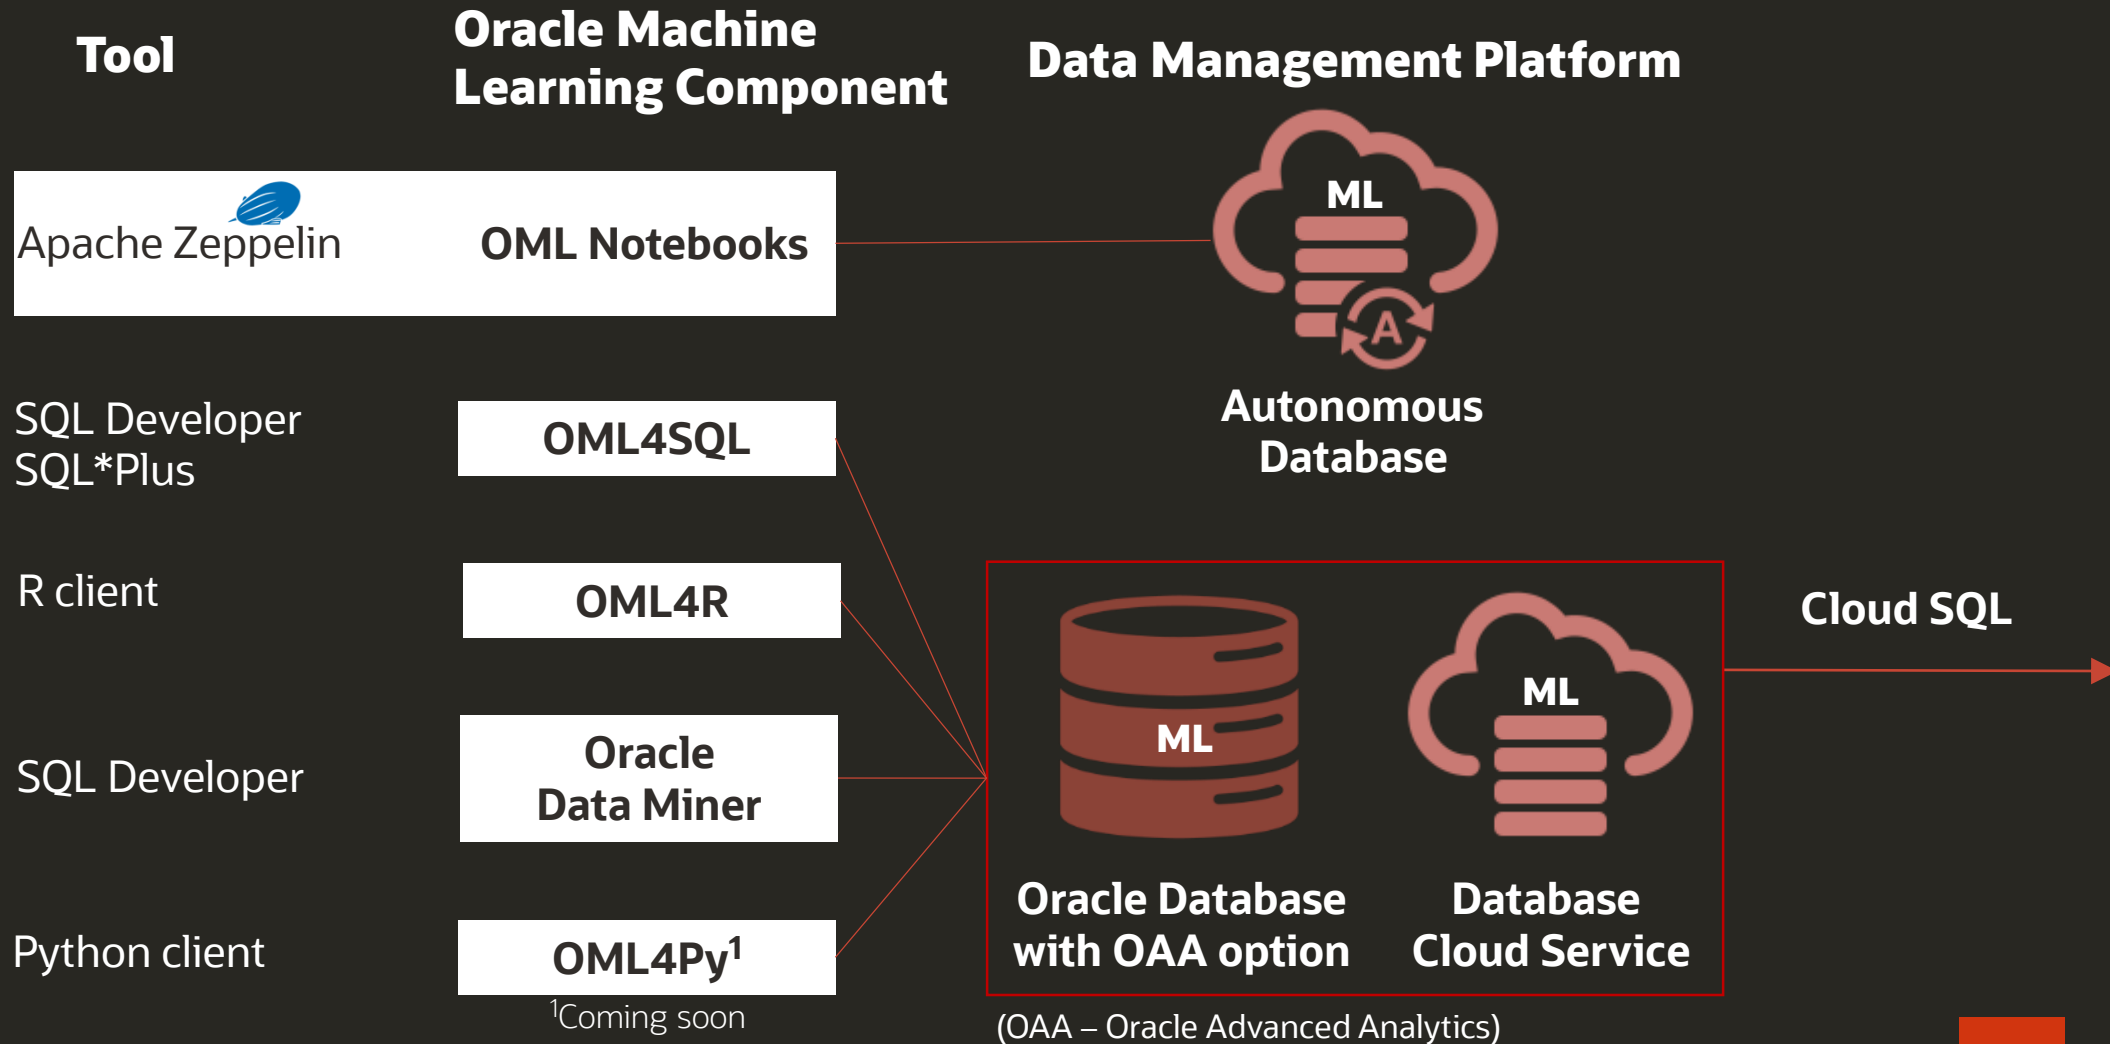 Tool
Oracle Machine
Learning Component
Data Management Platform
Apache Zeppelin
OML Notebooks
ML
A
Autonomous
Database
SQL Developer
SQL*Plus
OML4SQL
R client
OML4R
SQL Developer
Oracle
Data Miner
Python client
OML4Py¹
¹Coming soon
ML
Oracle Database
with OAA option
ML
Database
Cloud Service
(OAA – Oracle Advanced Analytics)
Cloud SQL